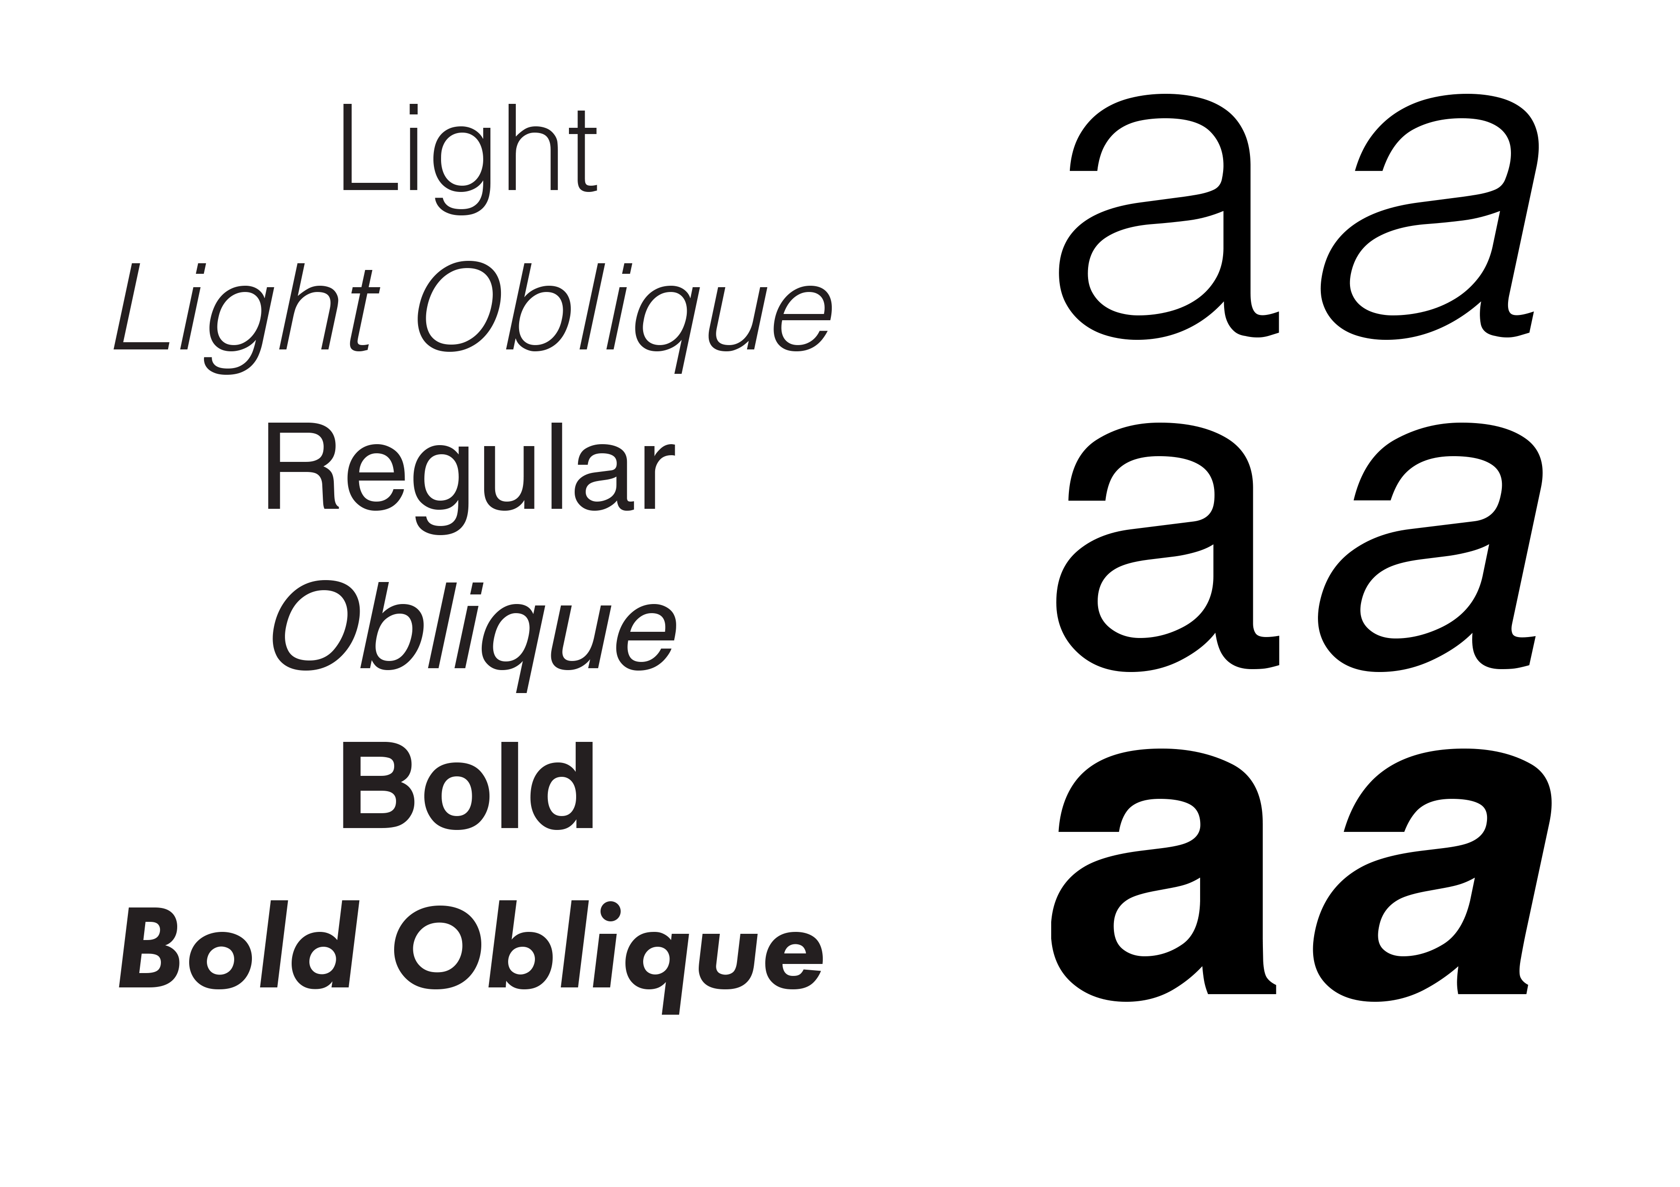 Light
Light Oblique
Regular
Oblique
Bold
Bold Oblique
aa
aa
aa